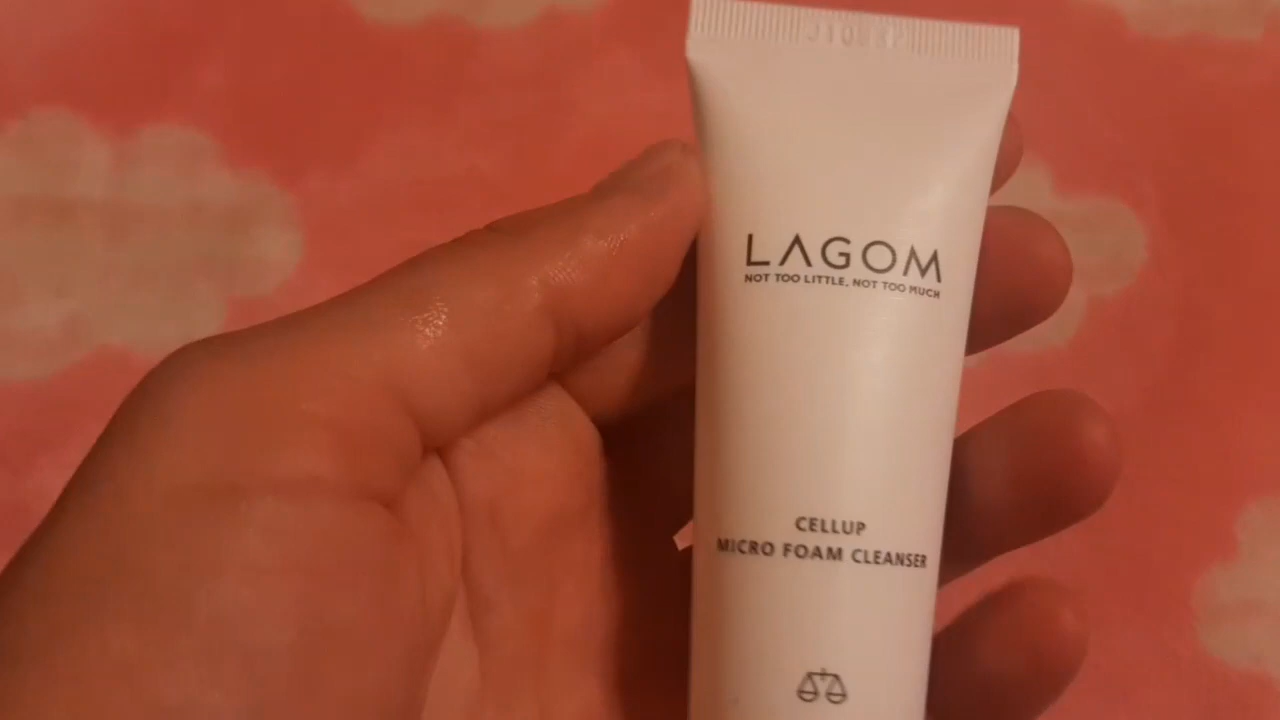 LAGOM
NOT TOO LITTLE, NOT TOO MUCH
CELLUP
MICRO FOAM CLEANSER